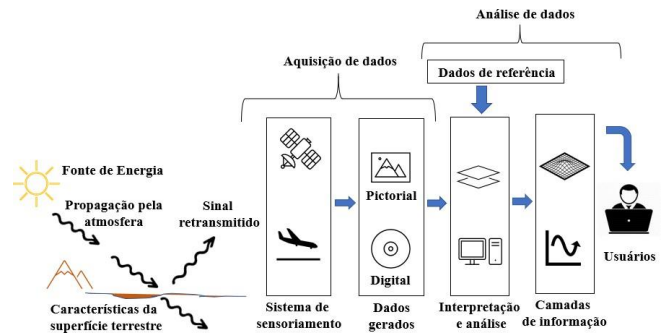 Análise de dados
Aquisição de dados
Dados de referência
Fonte de Energia
Propagação pela
atmosfera
Sinal
retransmitido
Pictorial
Digital
Usuários
Características da
superfície terrestre
Sistema de
sensoriamento
Dados
gerados
Interpretação
e análise
Camadas
de informação